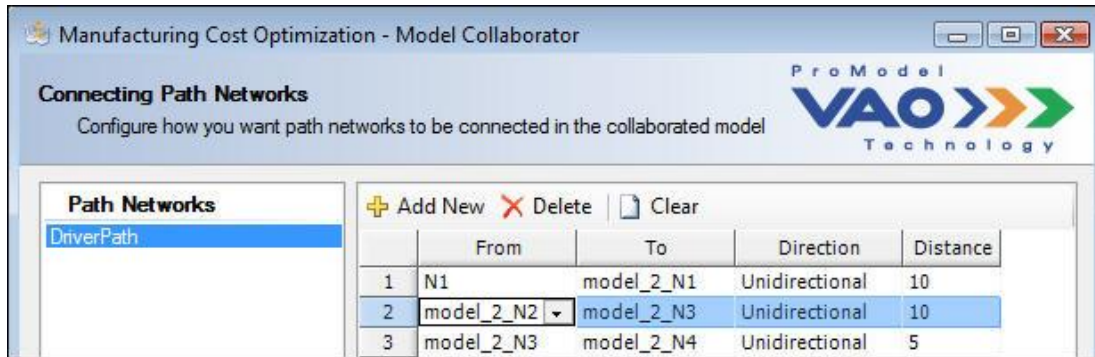 Manufacturing Cost Optimization - Model Collaborator
Connecting Path Networks
Configure how you want path networks to be connected in the collaborated model
ProModel
VAO
Technology
Path Networks
DriverPath
Add New Delete Clear
From To Direction Distance
1 N1 model_2_N1 Unidirectional 10
2 model_2_N2 model_2_N3 Unidirectional 10
3 model_2_N3 model_2_N4 Unidirectional 5